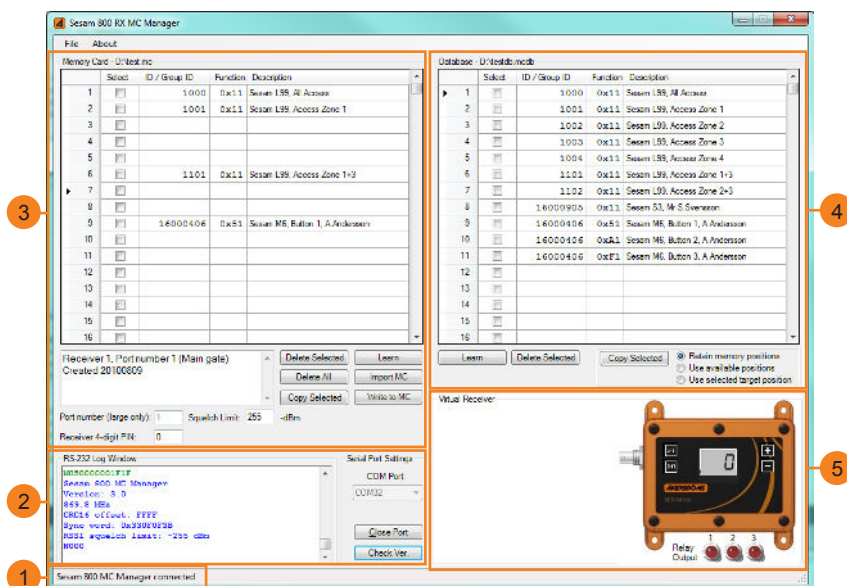 Sesam 800 RX MC Manager
File About
Memory Card - D:\test.mc
Select ID / Group ID Function Description
1 1000 0x11 Sesam L99, All Access
2 1001 0x11 Sesam L99, Access Zone 1
3
4
5
6 1101 0x11 Sesam L99, Access Zone 1+3
7
8
9 16000406 0x51 Sesam M6, Button 1, A.Andersson
10
11
12
13
14
15
16
Receiver 1, Port number 1 (Main gate)
Created 20100809
Delete Selected Learn
Delete All Import MC
Copy Selected Write to MC
Port number (large only): 1 Squelch Limit: 255 -dBm
Receiver 4-digit PIN: 0
3
Database - D:\testdb.mcdb
Select ID / Group ID Function Description
1 1000 0x11 Sesam L99, All Access
2 1001 0x11 Sesam L99, Access Zone 1
3 1002 0x11 Sesam L99, Access Zone 2
4 1003 0x11 Sesam L99, Access Zone 3
5 1004 0x11 Sesam L99, Access Zone 4
6 1101 0x11 Sesam L99, Access Zone 1+3
7 1102 0x11 Sesam L99, Access Zone 2+3
8 16000905 0x11 Sesam S3, Mr S.Svensson
9 16000406 0x51 Sesam M6, Button 1, A.Andersson
10 16000406 0xA1 Sesam M6, Button 2, A.Andersson
11 16000406 0xF1 Sesam M6, Button 3, A.Andersson
12
13
14
15
16
Learn Delete Selected Copy Selected
Retain memory positions
Use available positions
Use selected target position
4
RS-232 Log Window
Sesam 800 MC Manager
Version: 3.0
869.8 MHz
CRC16 offset: FFFF
RSSI squelch limit: -255 dBm
N000
Serial Port Settings
COM Port
COM32
Close Port
Check Ver.
2
Virtual Receiver
0
+
-
Relay
Output
1 2 3
5
Sesam 800 MC Manager connected
1